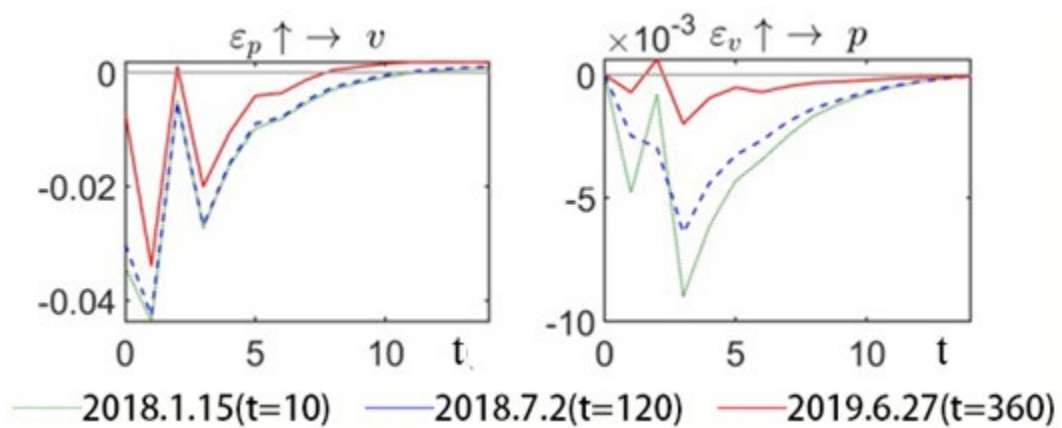 ε_p ↑ → v
0
-0.02
-0.04
0 5 10 t
×10^-3 ε_v ↑ → p
0
-5
-10
0 5 10 t
2018.1.15(t=10) 2018.7.2(t=120) 2019.6.27(t=360)